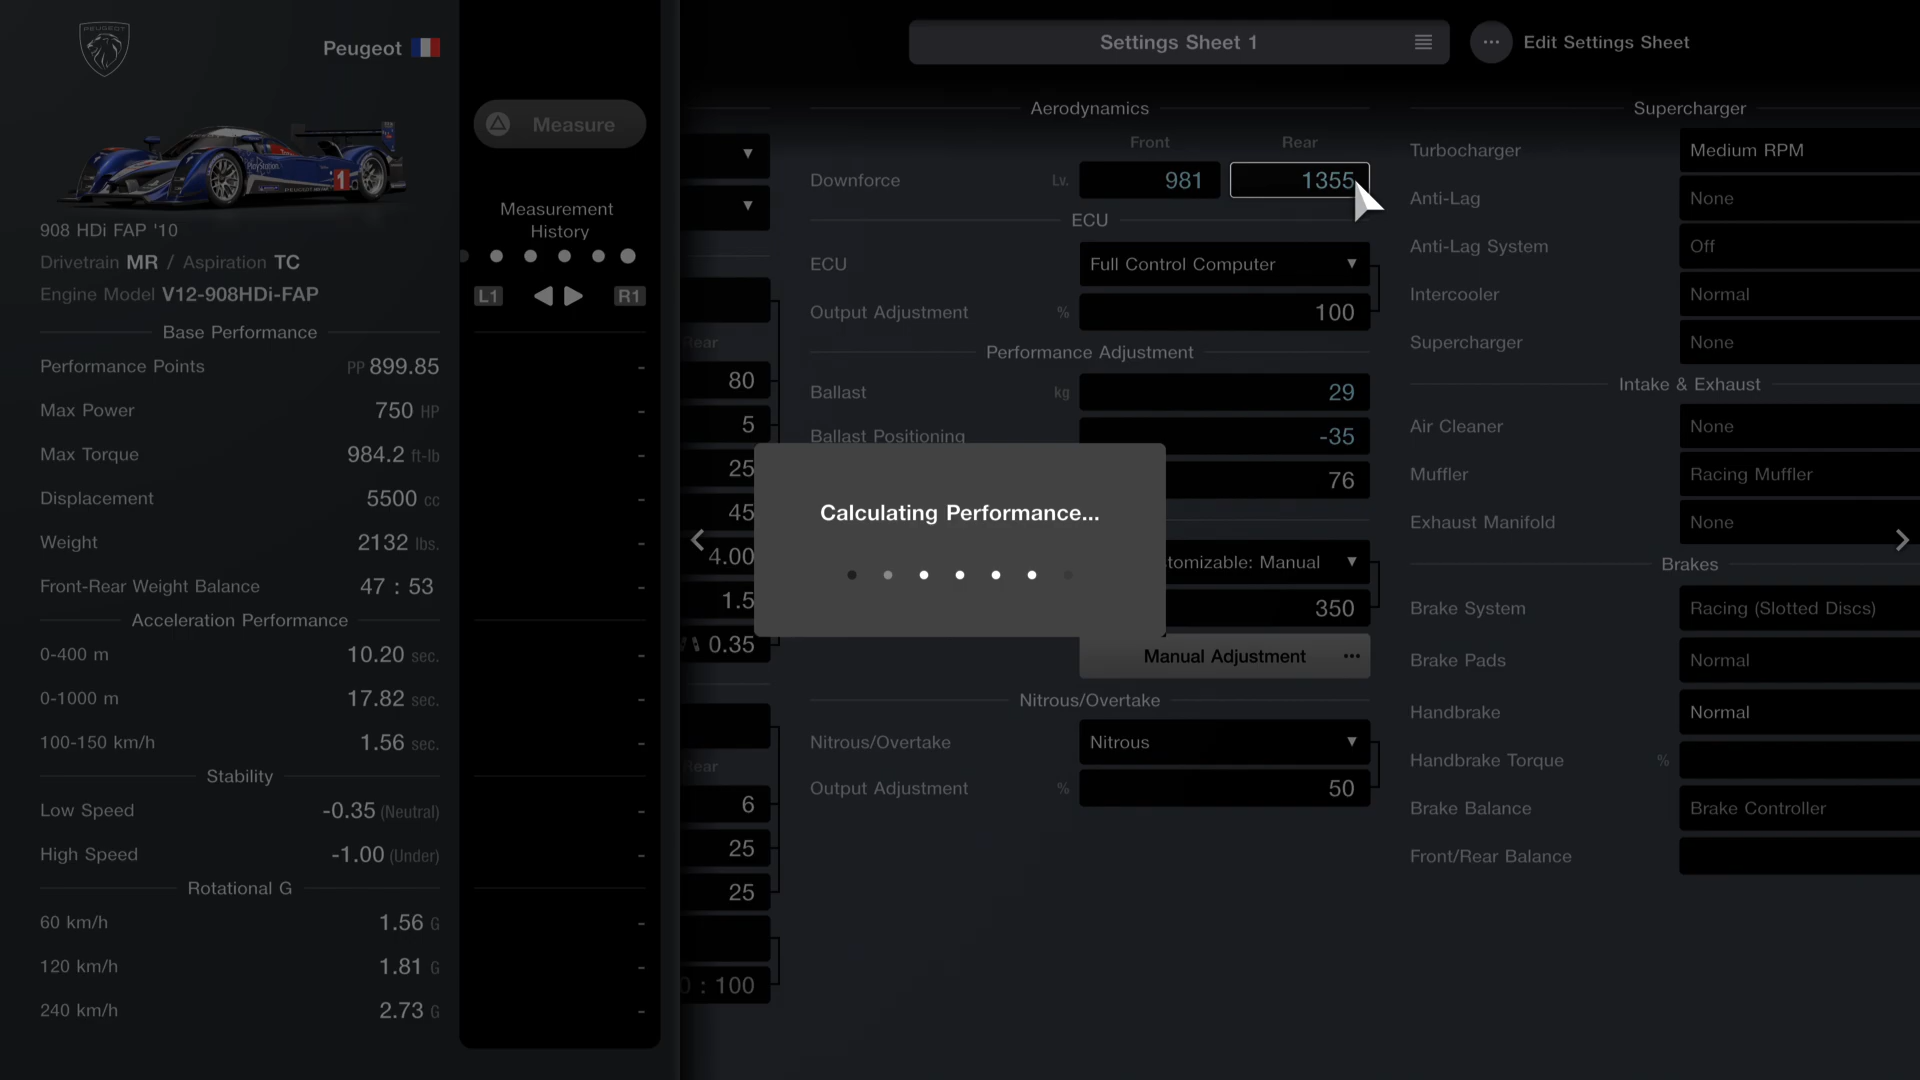 PEUGEOT
Peugeot
908 HDi FAP '10
Drivetrain MR / Aspiration TC
Engine Model V12-908HDi-FAP
Base Performance
Performance Points PP 899.85
Max Power 750 HP
Max Torque 984.2 ft-lb
Displacement 5500 cc
Weight 2132 lbs.
Front-Rear Weight Balance 47 : 53
Acceleration Performance
0-400 m 10.20 sec.
0-1000 m 17.82 sec.
100-150 km/h 1.56 sec.
Stability
Low Speed -0.35 (Neutral)
High Speed -1.00 (Under)
Rotational G
60 km/h 1.56 G
120 km/h 1.81 G
240 km/h 2.73 G
Measure
Measurement
History
L1 R1
-
-
-
-
-
-
-
-
-
-
-
-
-
-
Settings Sheet 1
Edit Settings Sheet
Rear
80
5
25
45
4.00
1.5
0.35
Rear
6
25
25
: 100
Aerodynamics
Front Rear
Downforce Lv. 981 1355
ECU
ECU Full Control Computer
Output Adjustment % 100
Performance Adjustment
Ballast kg 29
Ballast Positioning -35
76
Calculating Performance...
tomizable: Manual
350
Manual Adjustment
Nitrous/Overtake
Nitrous/Overtake Nitrous
Output Adjustment % 50
Supercharger
Turbocharger Medium RPM
Anti-Lag None
Anti-Lag System Off
Intercooler Normal
Supercharger None
Intake & Exhaust
Air Cleaner None
Muffler Racing Muffler
Exhaust Manifold None
Brakes
Brake System Racing (Slotted Discs)
Brake Pads Normal
Handbrake Normal
Handbrake Torque %
Brake Balance Brake Controller
Front/Rear Balance